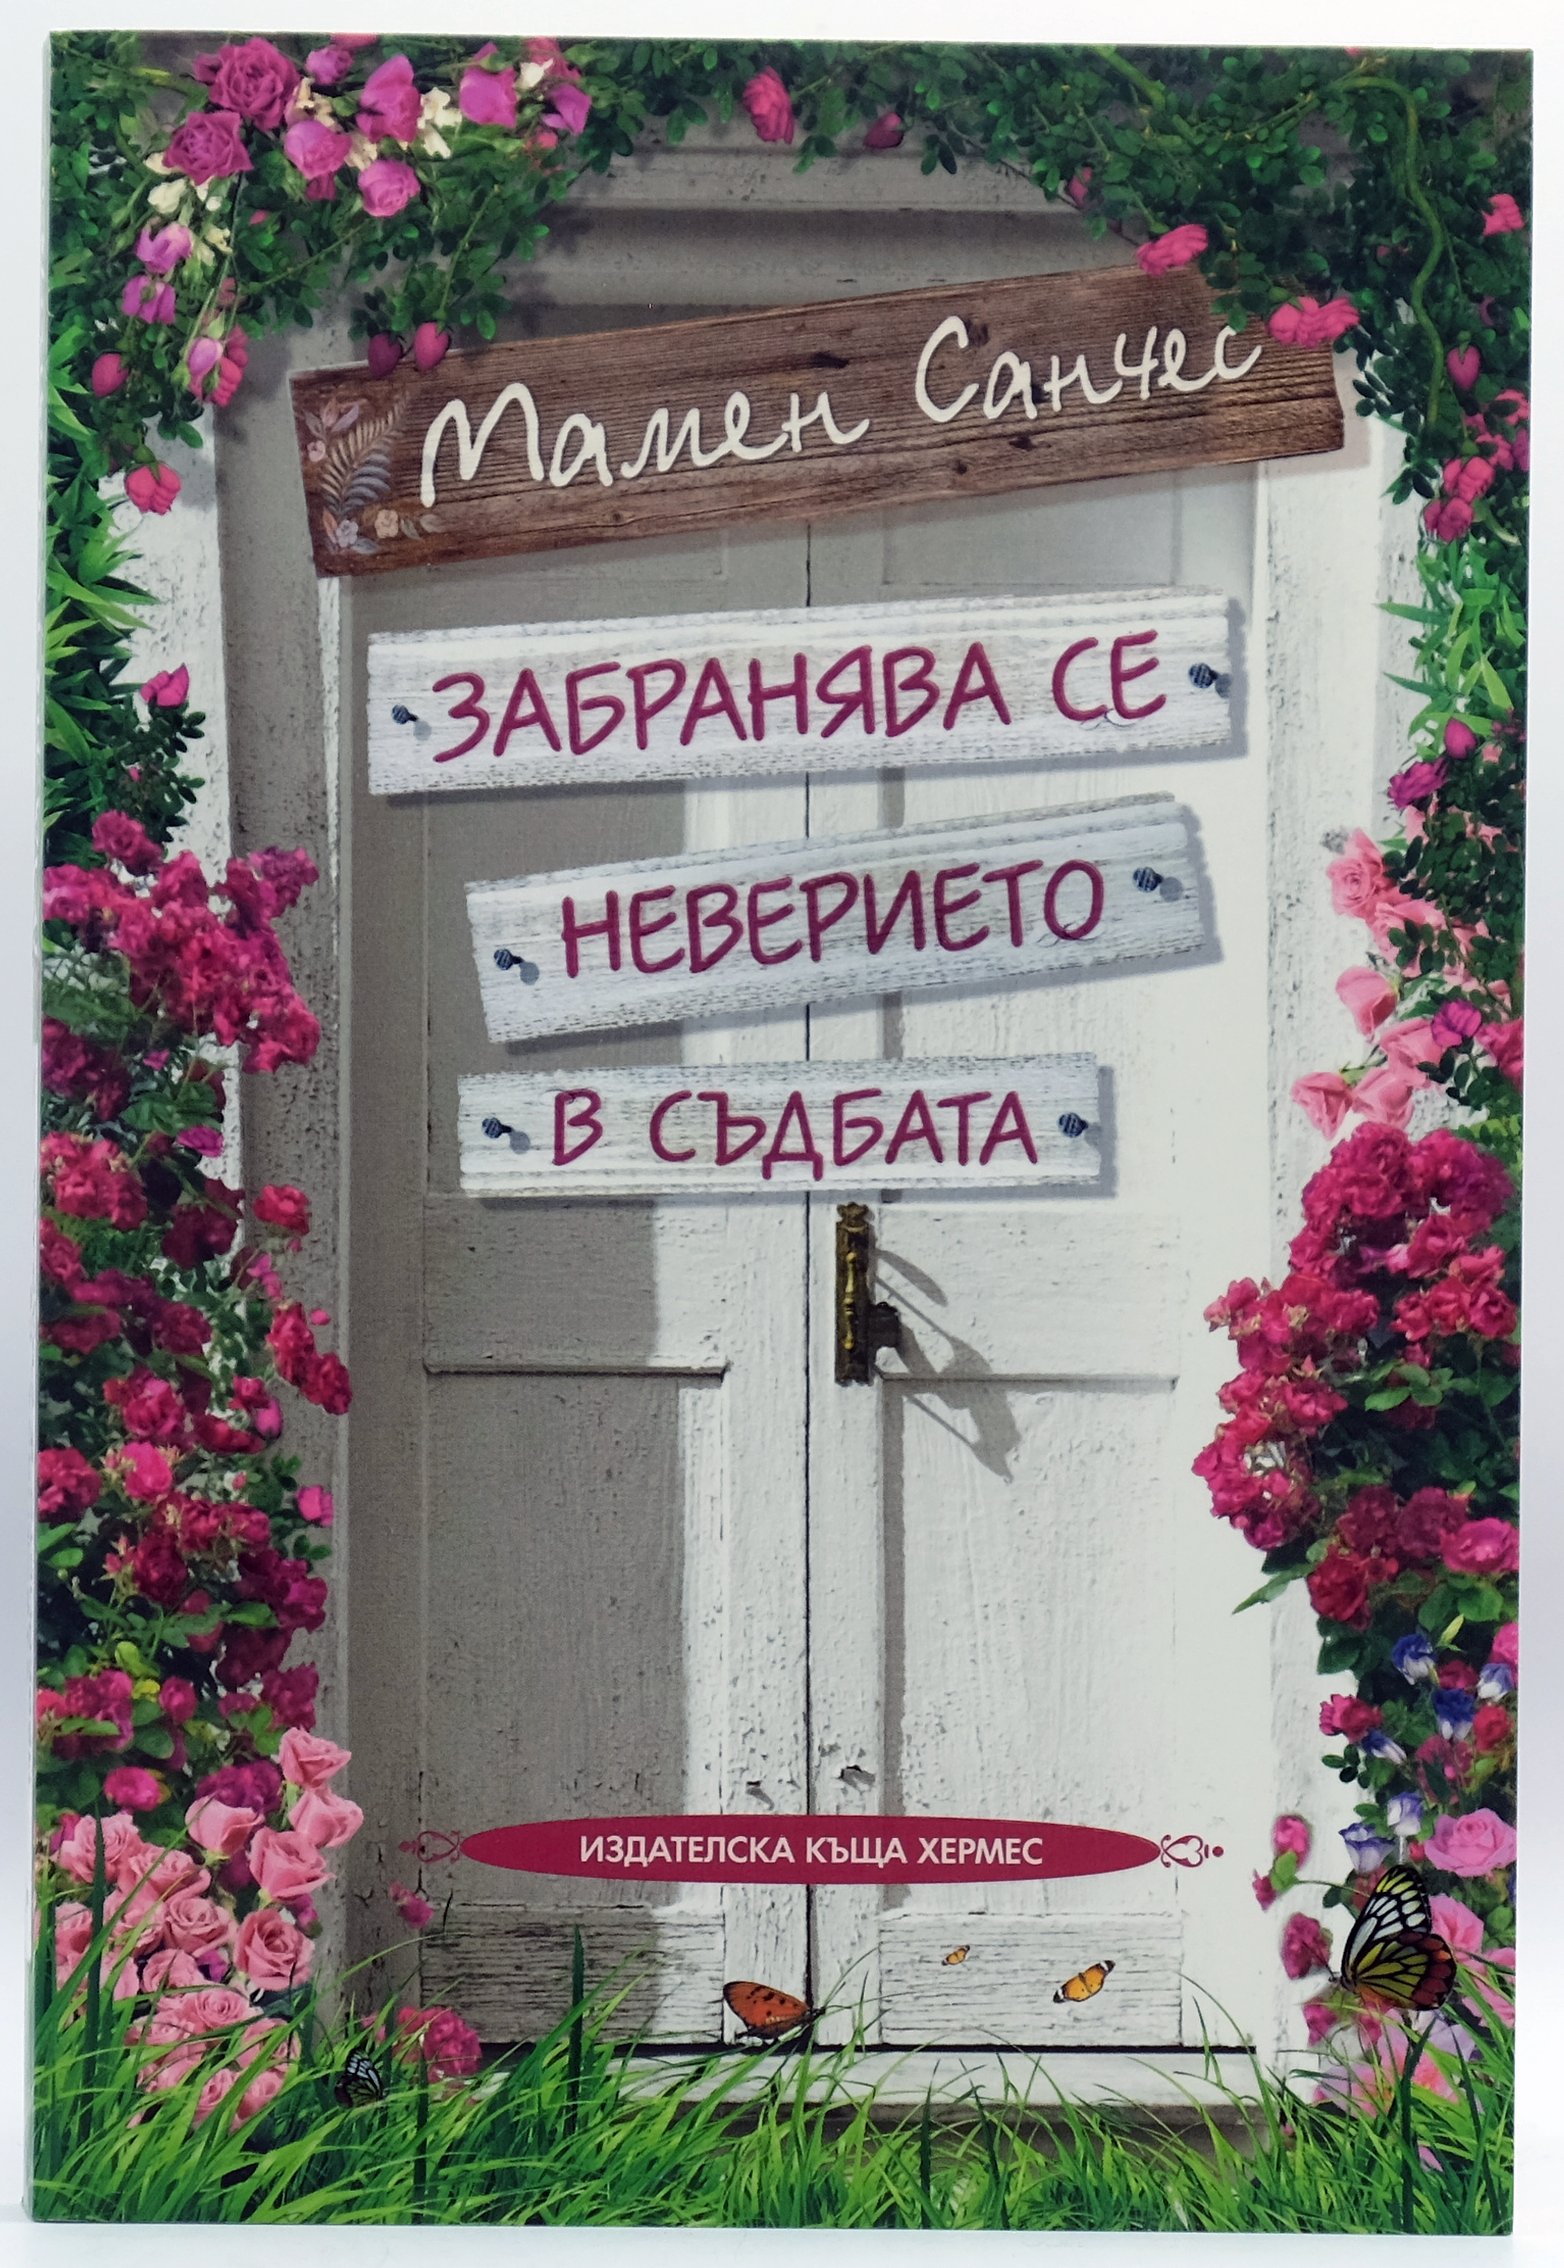 Мамен Санчес
ЗАБРАНЯВА СЕ
НЕВЕРИЕТО
В СЪДБАТА
ИЗДАТЕЛСКА КЪЩА ХЕРМЕС